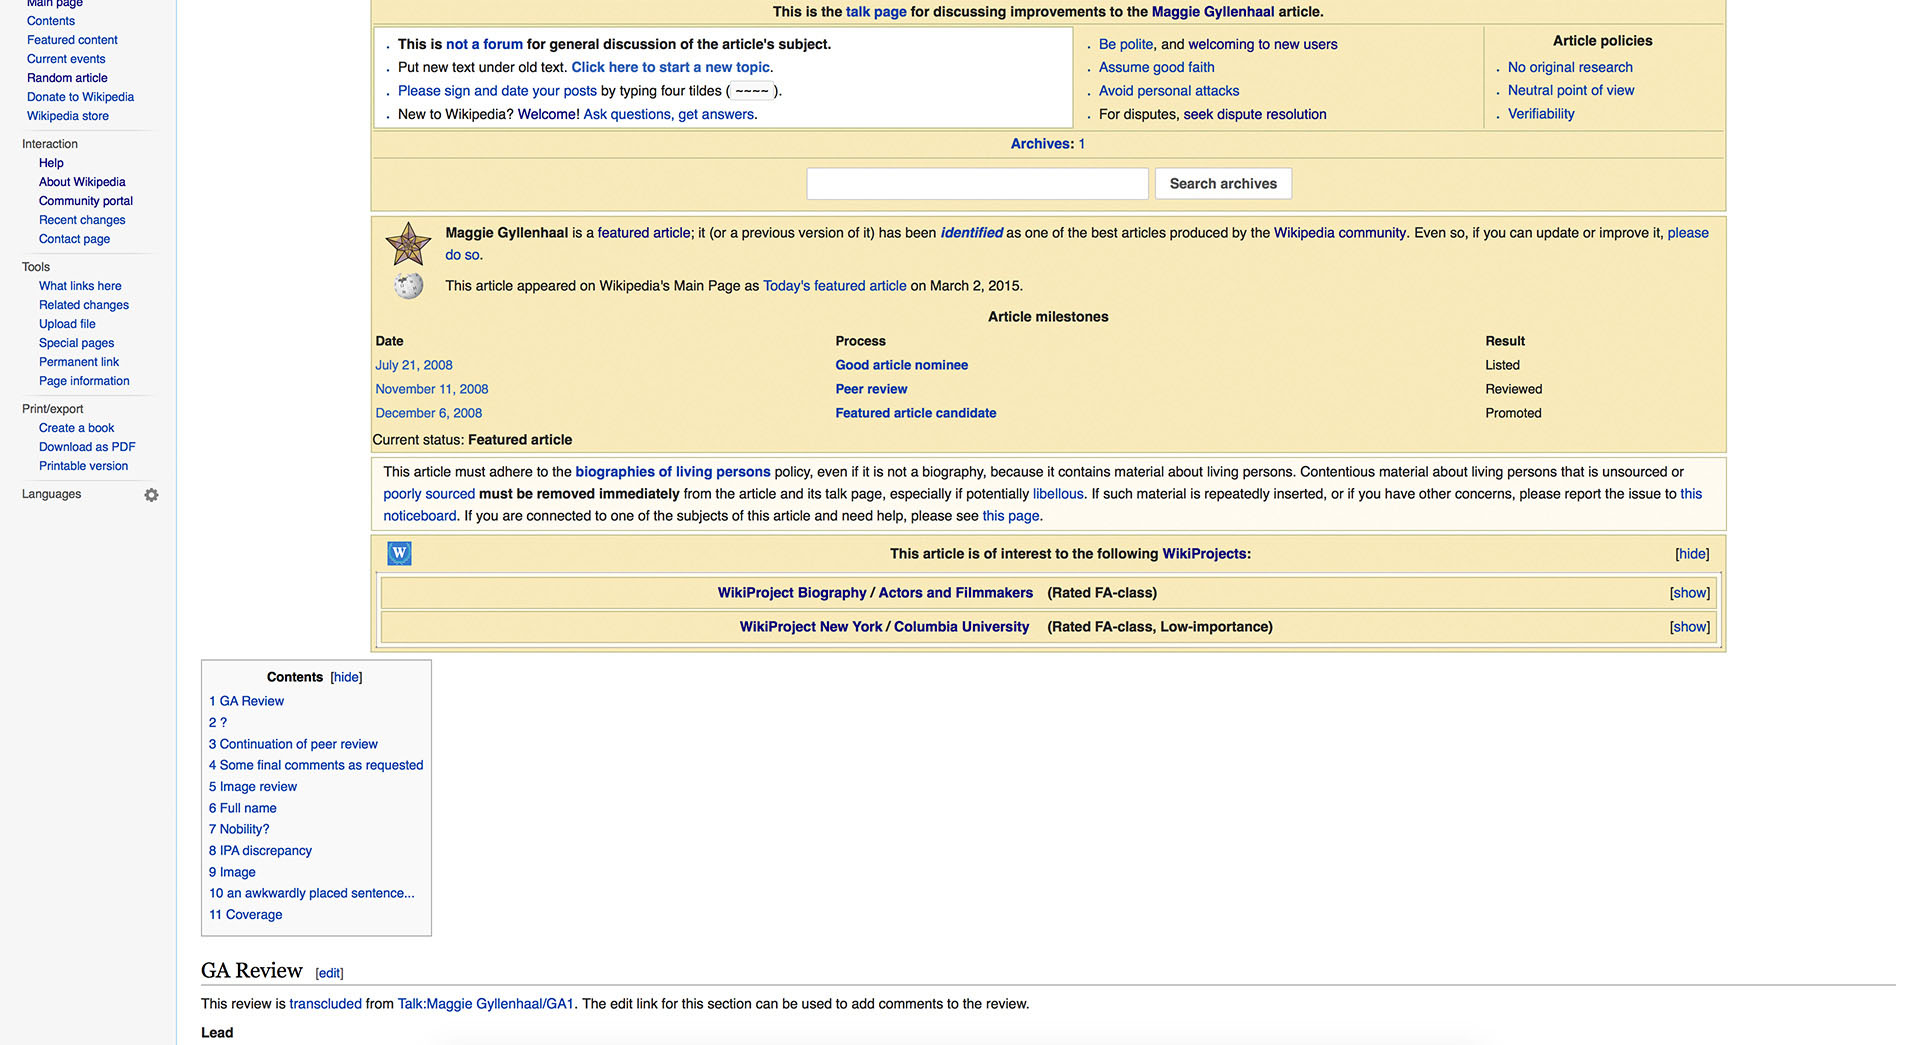 Main page
Contents
Featured content
Current events
Random article
Donate to Wikipedia
Wikipedia store
Interaction
Help
About Wikipedia
Community portal
Recent changes
Contact page
Tools
What links here
Related changes
Upload file
Special pages
Permanent link
Page information
Print/export
Create a book
Download as PDF
Printable version
Languages
This is the talk page for discussing improvements to the Maggie Gyllenhaal article.
This is not a forum for general discussion of the article's subject.
Put new text under old text. Click here to start a new topic.
Please sign and date your posts by typing four tildes ( ~~~~ ).
New to Wikipedia? Welcome! Ask questions, get answers.
Be polite, and welcoming to new users
Assume good faith
Avoid personal attacks
For disputes, seek dispute resolution
Article policies
No original research
Neutral point of view
Verifiability
Archives: 1
Search archives
Maggie Gyllenhaal is a featured article; it (or a previous version of it) has been identified as one of the best articles produced by the Wikipedia community. Even so, if you can update or improve it, please
do so.
This article appeared on Wikipedia's Main Page as Today's featured article on March 2, 2015.
Article milestones
Date Process Result
July 21, 2008 Good article nominee Listed
November 11, 2008 Peer review Reviewed
December 6, 2008 Featured article candidate Promoted
Current status: Featured article
This article must adhere to the biographies of living persons policy, even if it is not a biography, because it contains material about living persons. Contentious material about living persons that is unsourced or
poorly sourced must be removed immediately from the article and its talk page, especially if potentially libellous. If such material is repeatedly inserted, or if you have other concerns, please report the issue to this
noticeboard. If you are connected to one of the subjects of this article and need help, please see this page.
W
This article is of interest to the following WikiProjects: [hide]
WikiProject Biography / Actors and Filmmakers (Rated FA-class) [show]
WikiProject New York / Columbia University (Rated FA-class, Low-importance) [show]
Contents [hide]
1 GA Review
2 ?
3 Continuation of peer review
4 Some final comments as requested
5 Image review
6 Full name
7 Nobility?
8 IPA discrepancy
9 Image
10 an awkwardly placed sentence...
11 Coverage
GA Review [edit]
This review is transcluded from Talk:Maggie Gyllenhaal/GA1. The edit link for this section can be used to add comments to the review.
Lead